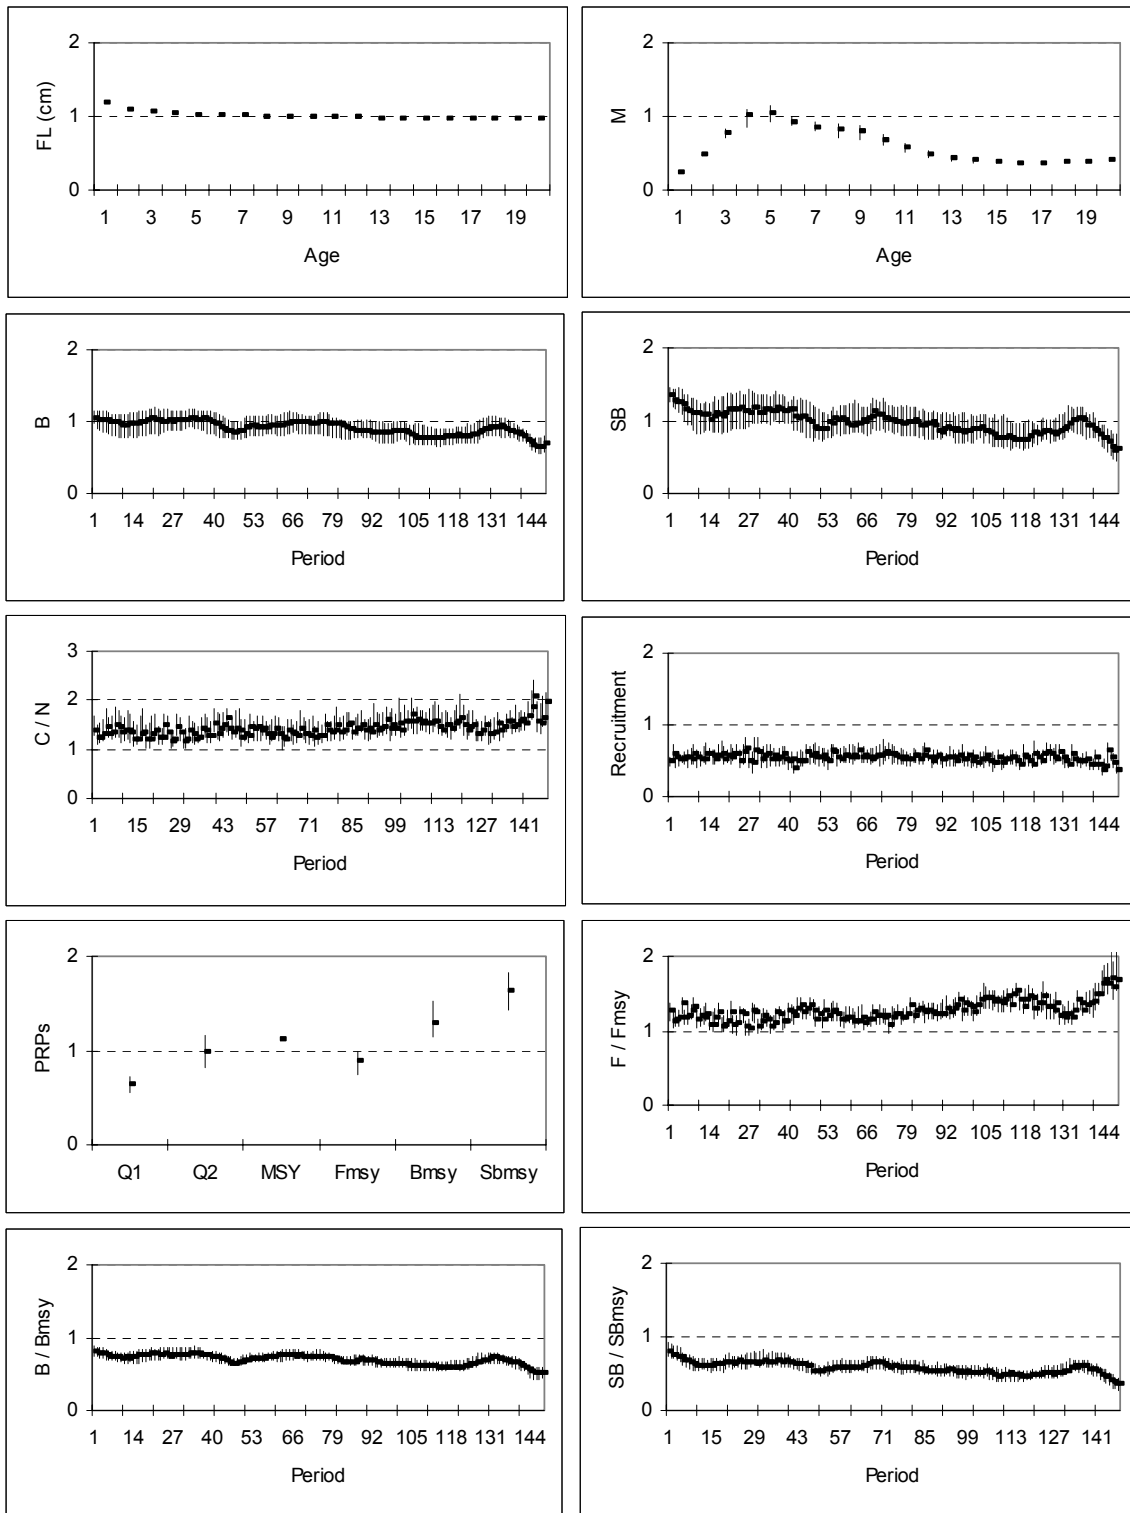 2
1
0
FL (cm)
1 3 5 7 9 11 13 15 17 19
Age
2
1
0
M
1 3 5 7 9 11 13 15 17 19
Age
2
1
0
B
1 14 27 40 53 66 79 92 105 118 131 144
Period
2
1
0
SB
1 14 27 40 53 66 79 92 105 118 131 144
Period
3
2
1
0
C / N
1 15 29 43 57 71 85 99 113 127 141
Period
2
1
0
Recruitment
1 14 27 40 53 66 79 92 105 118 131 144
Period
2
1
0
PRPs
Q1 Q2 MSY Fmsy Bmsy Sbmsy
2
1
0
F / Fmsy
1 14 27 40 53 66 79 92 105 118 131 144
Period
2
1
0
B / Bmsy
1 14 27 40 53 66 79 92 105 118 131 144
Period
2
1
0
SB / SBmsy
1 15 29 43 57 71 85 99 113 127 141
Period